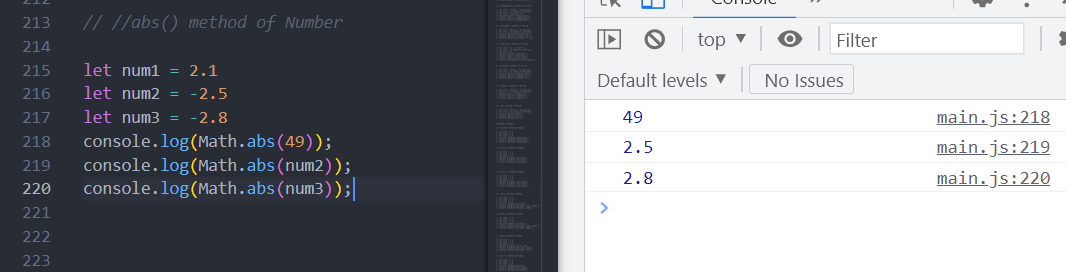 212
213 // //abs() method of Number
214
215 let num1 = 2.1
216 let num2 = -2.5
217 let num3 = -2.8
218 console.log(Math.abs(49));
219 console.log(Math.abs(num2));
220 console.log(Math.abs(num3));
221
222
223
Console »
top ▼ Filter
Default levels ▼ No Issues
49 main.js:218
2.5 main.js:219
2.8 main.js:220
>